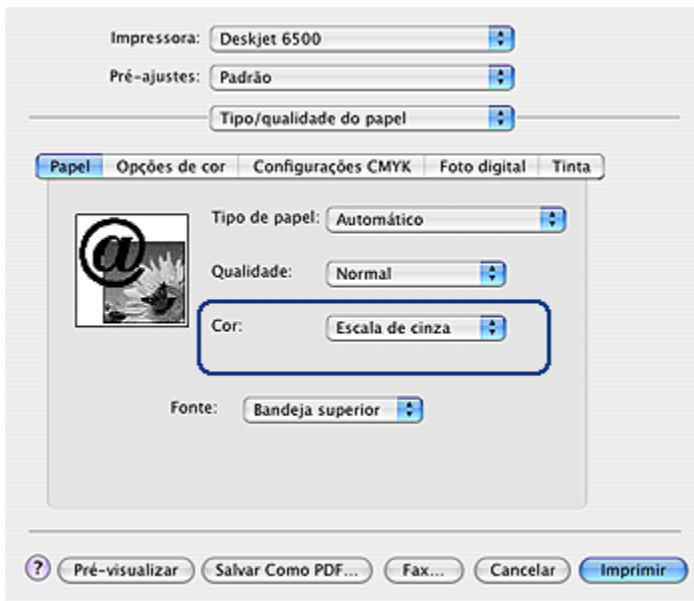 Impressora: Deskjet 6500
Pré-ajustes: Padrão
Tipo/qualidade do papel
Papel Opções de cor Configurações CMYK Foto digital Tinta
Tipo de papel: Automático
@
Qualidade: Normal
Cor: Escala de cinza
Fonte: Bandeja superior
? Pré-visualizar Salvar Como PDF... Fax... Cancelar Imprimir